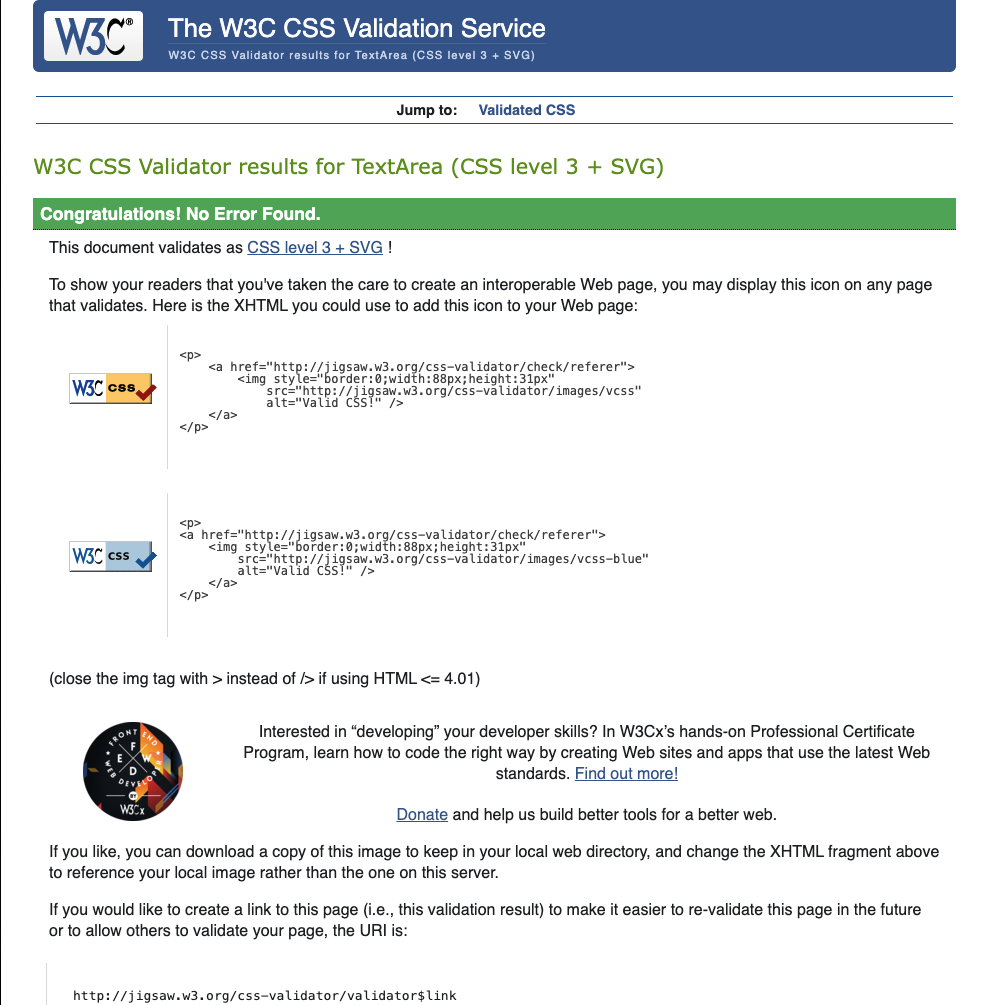 W3C®
The W3C CSS Validation Service
W3C CSS Validator results for TextArea (CSS level 3 + SVG)
Jump to: Validated CSS
W3C CSS Validator results for TextArea (CSS level 3 + SVG)
Congratulations! No Error Found.
This document validates as CSS level 3 + SVG !
To show your readers that you've taken the care to create an interoperable Web page, you may display this icon on any page
that validates. Here is the XHTML you could use to add this icon to your Web page:
W3C css
<p>
    <a href="http://jigsaw.w3.org/css-validator/check/referer">
        <img style="border:0;width:88px;height:31px"
            src="http://jigsaw.w3.org/css-validator/images/vcss"
            alt="Valid CSS!" />
    </a>
</p>
W3C css
<p>
<a href="http://jigsaw.w3.org/css-validator/check/referer">
    <img style="border:0;width:88px;height:31px"
        src="http://jigsaw.w3.org/css-validator/images/vcss-blue"
        alt="Valid CSS!" />
    </a>
</p>
(close the img tag with > instead of /> if using HTML <= 4.01)
FRONT END
WEB DEVELOPER
F
E W
D
BY
W3Cx
Interested in “developing” your developer skills? In W3Cx’s hands-on Professional Certificate
Program, learn how to code the right way by creating Web sites and apps that use the latest Web
standards. Find out more!
Donate and help us build better tools for a better web.
If you like, you can download a copy of this image to keep in your local web directory, and change the XHTML fragment above
to reference your local image rather than the one on this server.
If you would like to create a link to this page (i.e., this validation result) to make it easier to re-validate this page in the future
or to allow others to validate your page, the URI is:
http://jigsaw.w3.org/css-validator/validator$link